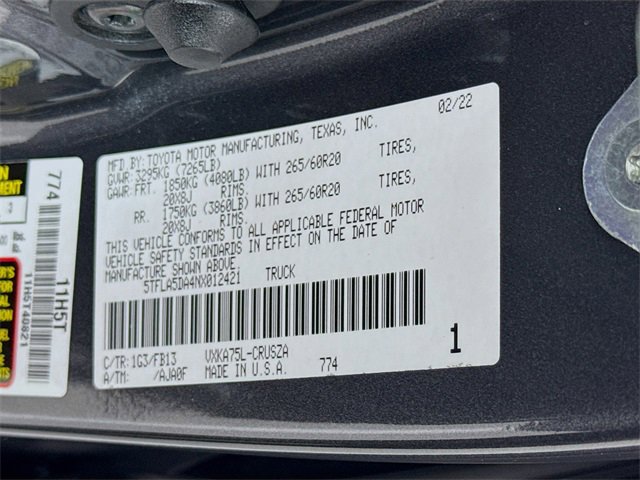 02/22
MFD.BY: TOYOTA MOTOR MANUFACTURING, TEXAS, INC.
GVWR: 3295KG (7265LB)
GAWR: FRT. 1850KG (4080LB) WITH 265/60R20 TIRES,
20X8J RIMS.
RR. 1750KG (3860LB) WITH 265/60R20 TIRES,
20X8J RIMS.
THIS VEHICLE CONFORMS TO ALL APPLICABLE FEDERAL MOTOR
VEHICLE SAFETY STANDARDS IN EFFECT ON THE DATE OF
MANUFACTURE SHOWN ABOVE.
5TFLA5DA4NX012421 TRUCK
C/TR: 1G3/FB13 VXKA75L-CRUSZA
A/TM: /AJA0F MADE IN U.S.A. 774
1
774
11H5T
11H5T40821